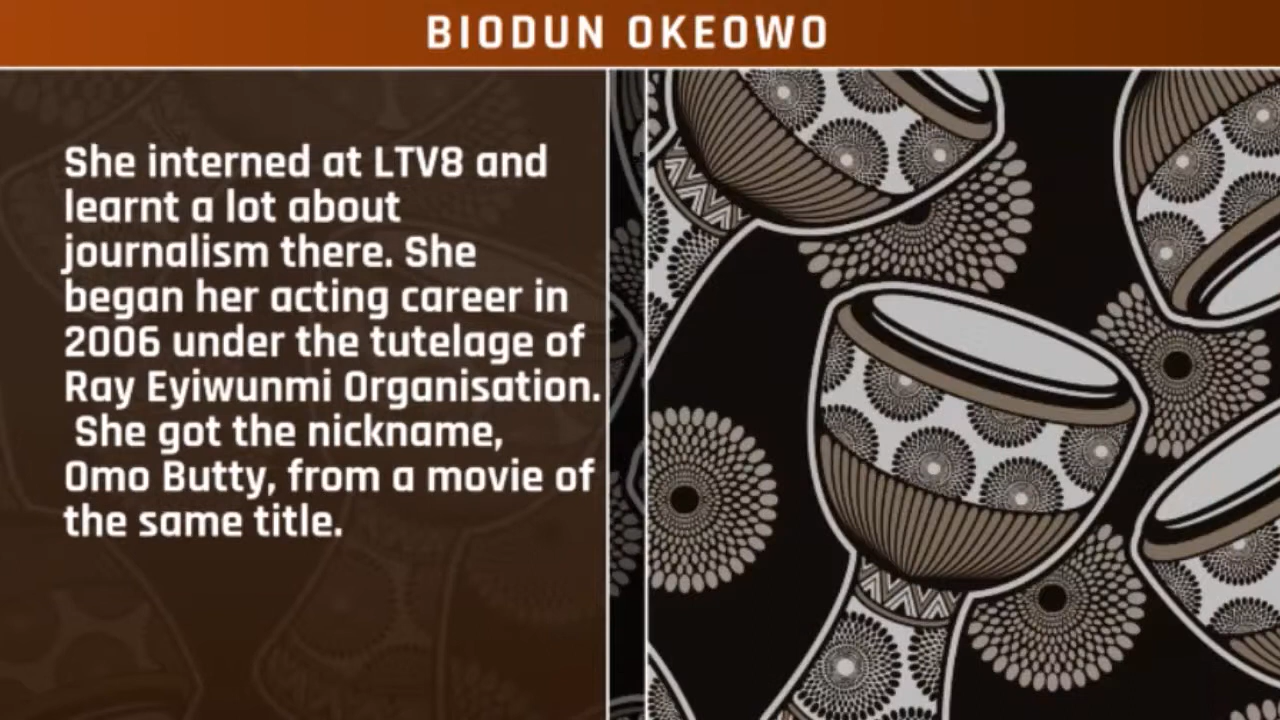 BIODUN OKEOWO
She interned at LTV8 and
learnt a lot about
journalism there. She
began her acting career in
2006 under the tutelage of
Ray Eyiwunmi Organisation.
She got the nickname,
Omo Butty, from a movie of
the same title.